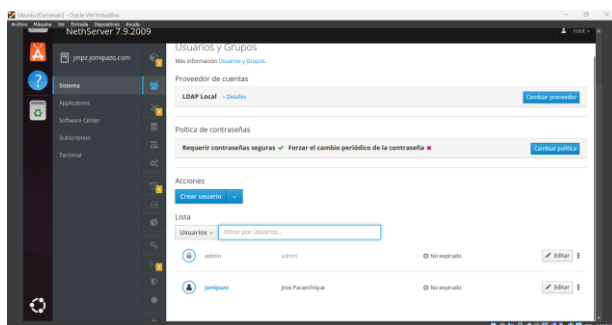 Ubuntu [Corriendo] - Oracle VM VirtualBox
Archivo Máquina Ver Entrada Dispositivos Ayuda
NethServer 7.9.2009
root
jmpz.jomipazo.com
Sistema
Applications
Software Center
Subscription
Terminal
Usuarios y Grupos
Más información Usuarios y Grupos.
Proveedor de cuentas
LDAP Local > Detalles
Cambiar proveedor
Política de contraseñas
Requerir contraseñas seguras ✔ Forzar el cambio periódico de la contraseña ✖
Cambiar política
Acciones
Crear usuario
Lista
Usuarios
Filtrar por Usuarios...
admin admin No expirado Editar
jomipazo Jose Pacanchique No expirado Editar